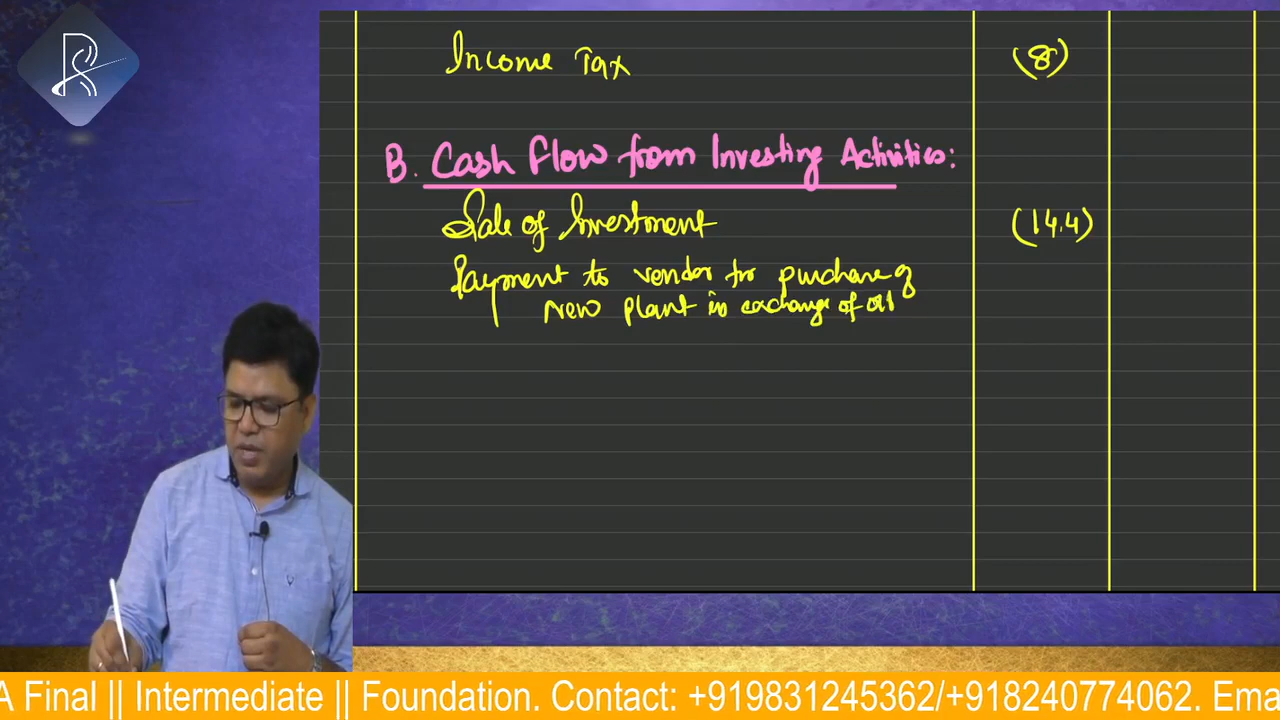 Income Tax (8)
B. Cash Flow from Investing Activities:
Sale of Investment (14.4)
Payment to vendor for purchase of
New plant in exchange of old
A Final || Intermediate || Foundation. Contact: +919831245362/+918240774062. Ema